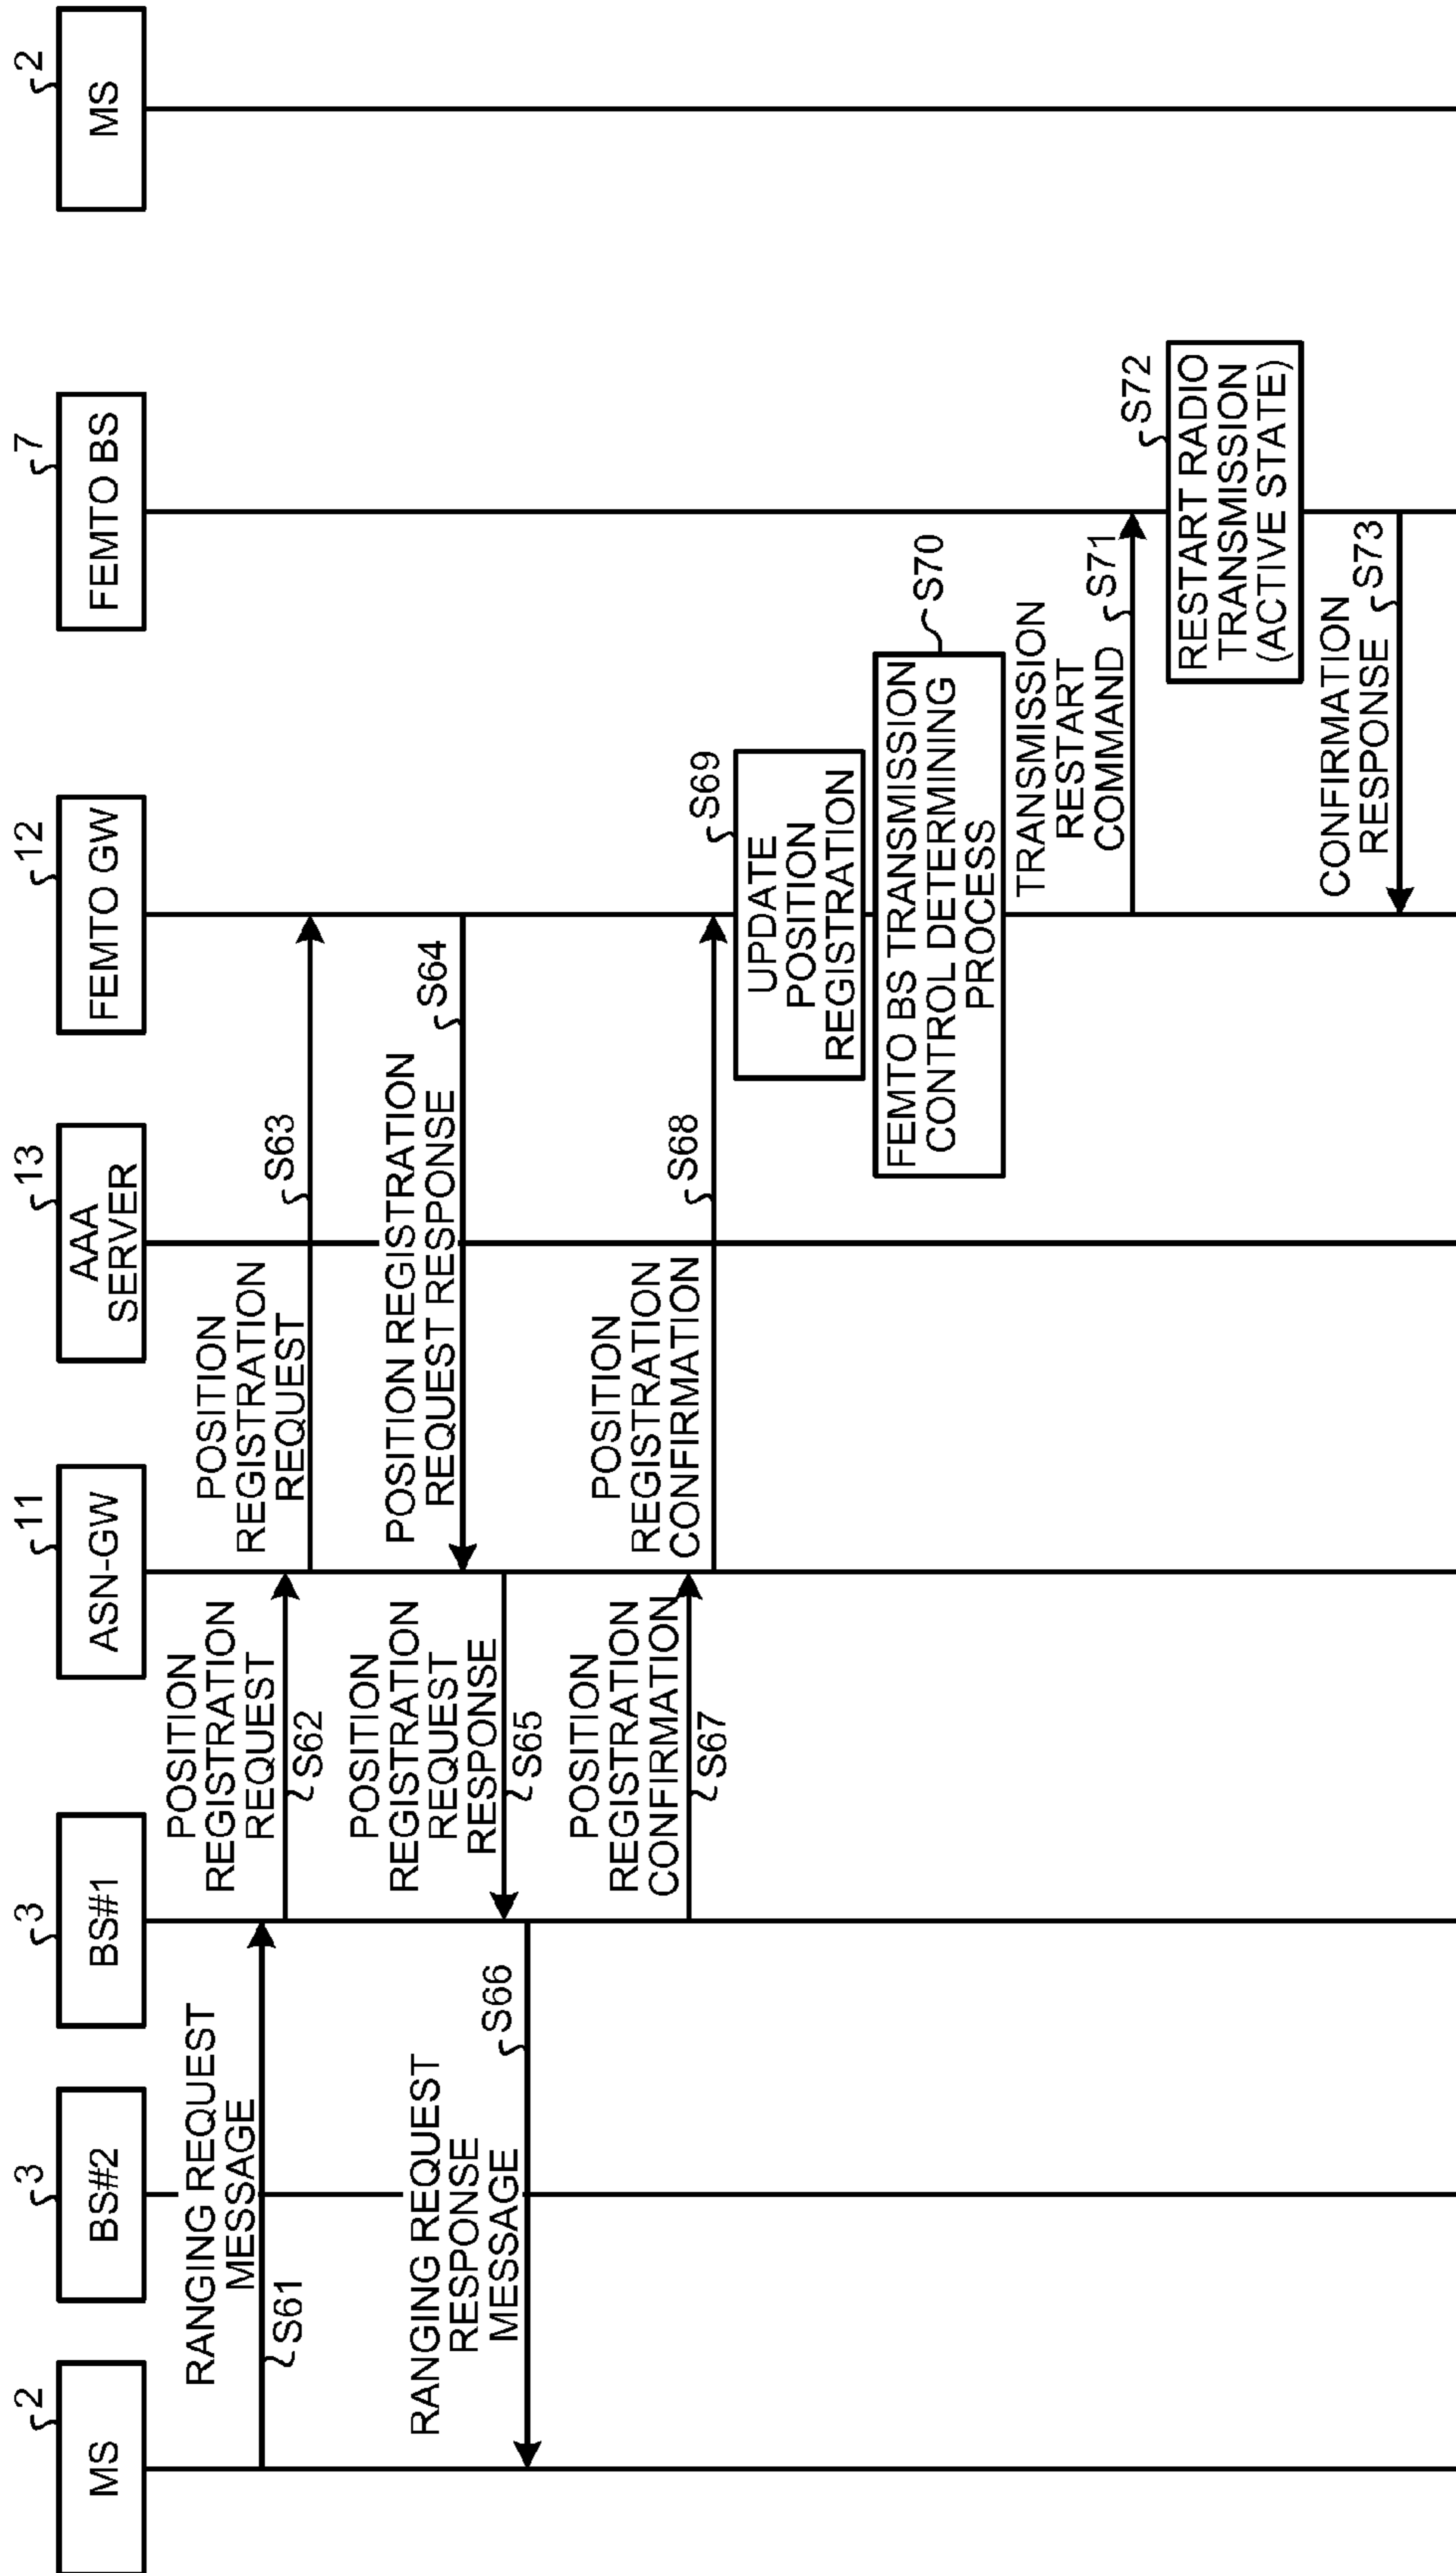 2
MS
3
BS#2
3
BS#1
11
ASN-GW
13
AAA
SERVER
12
FEMTO GW
7
FEMTO BS
2
MS
RANGING REQUEST
MESSAGE
S61
POSITION
REGISTRATION
REQUEST
S62
POSITION
REGISTRATION
REQUEST
S63
POSITION REGISTRATION
REQUEST RESPONSE
S64
POSITION
REGISTRATION
REQUEST
RESPONSE
S65
RANGING REQUEST
RESPONSE
MESSAGE
S66
POSITION
REGISTRATION
CONFIRMATION
S67
POSITION
REGISTRATION
CONFIRMATION
S68
S69
UPDATE
POSITION
REGISTRATION
S70
FEMTO BS TRANSMISSION
CONTROL DETERMINING
PROCESS
TRANSMISSION
RESTART
COMMAND
S71
S72
RESTART RADIO
TRANSMISSION
(ACTIVE STATE)
CONFIRMATION
RESPONSE
S73